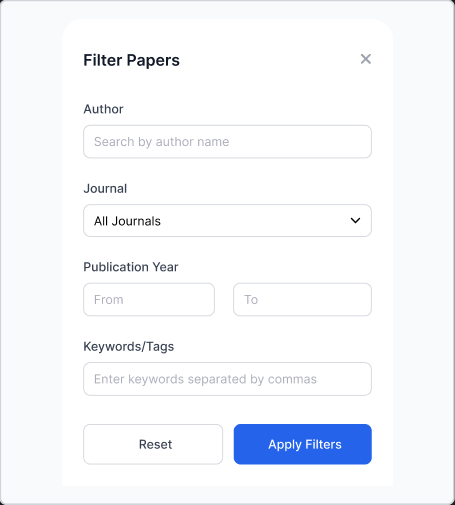 Filter Papers
Author
Search by author name
Journal
All Journals
Publication Year
From To
Keywords/Tags
Enter keywords separated by commas
Reset Apply Filters